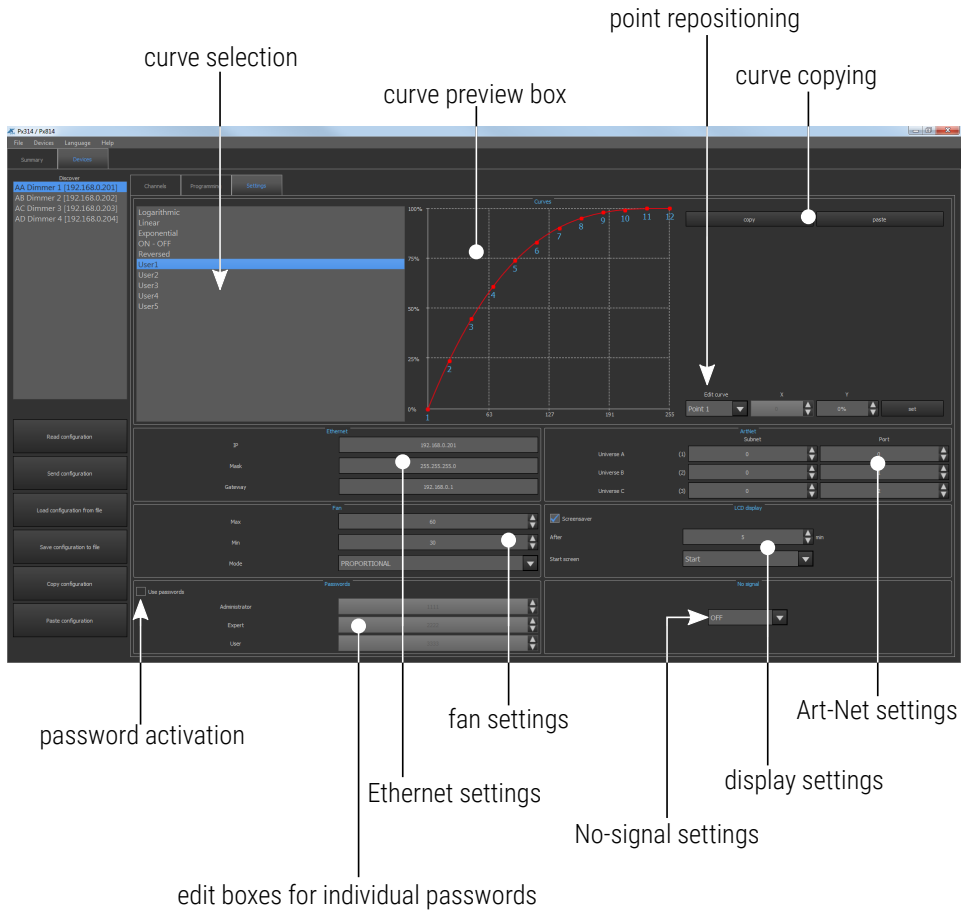 point repositioning
curve selection
curve copying
curve preview box
Px314 / Px814
File Devices Language Help
Summary Devices
Discover
AA Dimmer 1 [192.168.0.201]
AB Dimmer 2 [192.168.0.202]
AC Dimmer 3 [192.168.0.203]
AD Dimmer 4 [192.168.0.204]
Channels Programming Settings
Curves
Logarithmic
Linear
Exponential
ON - OFF
Reversed
User1
User2
User3
User4
User5
100%
75%
50%
25%
0%
1 2 3 4 5 6 7 8 9 10 11 12
63 127 191 255
copy paste
Edit curve X Y
Point 1 0% set
Read configuration
Send configuration
Load configuration from file
Save configuration to file
Copy configuration
Paste configuration
Ethernet
IP 192.168.0.201
Mask 255.255.255.0
Gateway 192.168.0.1
ArtNet
Subnet Port
Universe A (1) 0
Universe B (2) 0
Universe C (3) 0
Fan
Max 60
Min 30
Mode PROPORTIONAL
LCD display
Screensaver
After 5 min
Start screen Start
Passwords
Use passwords
Administrator
Expert
User
No signal
OFF
password activation
fan settings
Art-Net settings
Ethernet settings
display settings
No-signal settings
edit boxes for individual passwords